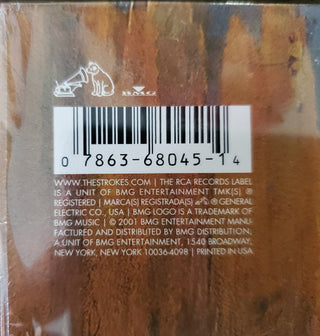 BMG
0 7863-68045-1 4
WWW.THESTROKES.COM | THE RCA RECORDS LABEL
IS A UNIT OF BMG ENTERTAINMENT TMK(S) ®
REGISTERED | MARCA(S) REGISTRADA(S) ® GENERAL
ELECTRIC CO., USA | BMG LOGO IS A TRADEMARK OF
BMG MUSIC | © 2001 BMG ENTERTAINMENT MANU-
FACTURED AND DISTRIBUTED BY BMG DISTRIBUTION,
A UNIT OF BMG ENTERTAINMENT, 1540 BROADWAY,
NEW YORK, NEW YORK 10036-4098 | PRINTED IN USA